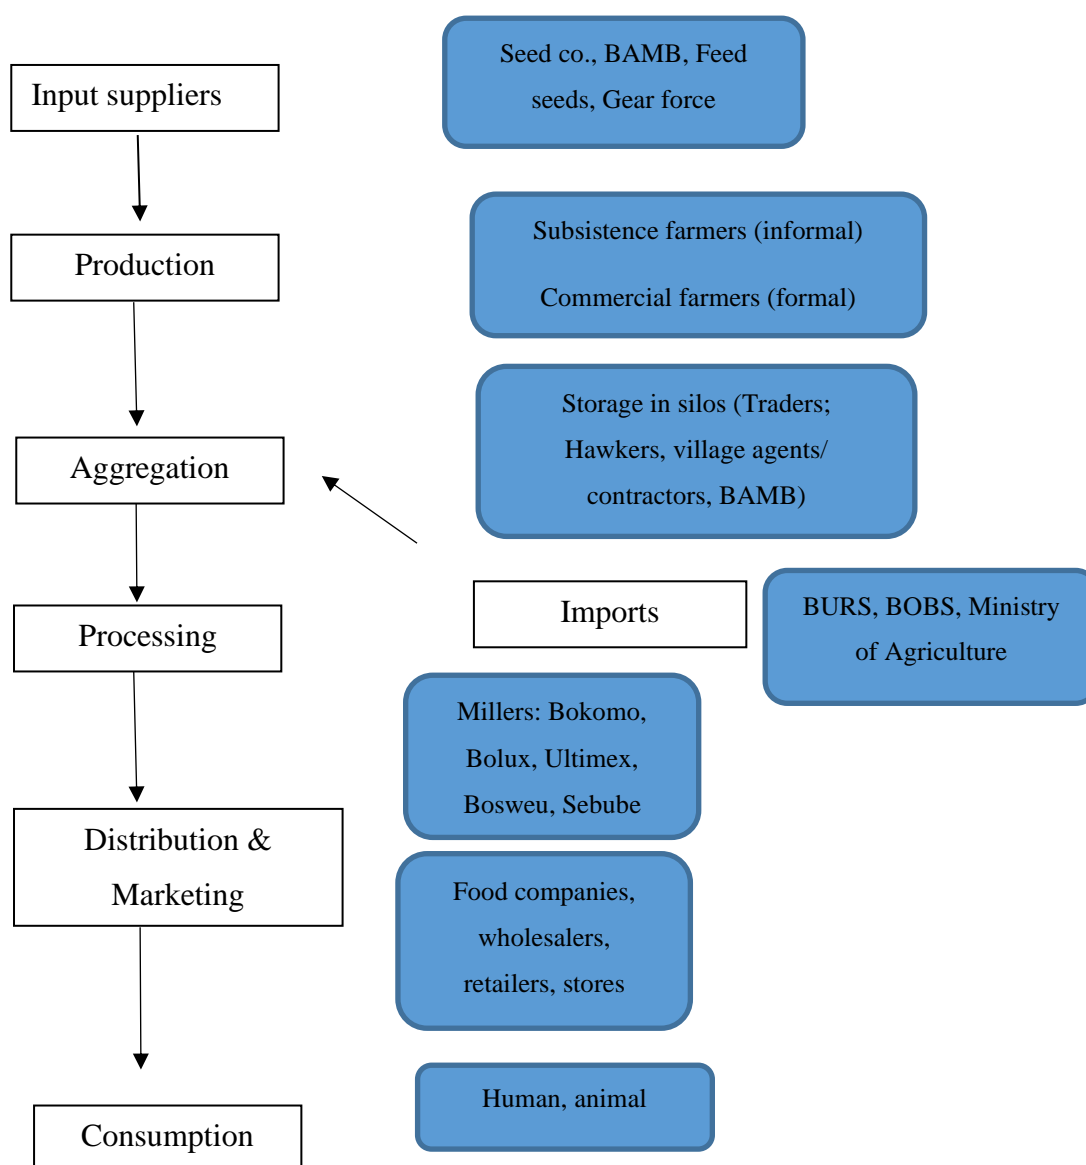 Input suppliers
Seed co., BAMB, Feed
seeds, Gear force
Production
Subsistence farmers (informal)
Commercial farmers (formal)
Aggregation
Storage in silos (Traders;
Hawkers, village agents/
contractors, BAMB)
Imports
BURS, BOBS, Ministry
of Agriculture
Processing
Millers: Bokomo,
Bolux, Ultimex,
Bosweu, Sebube
Distribution &
Marketing
Food companies,
wholesalers,
retailers, stores
Consumption
Human, animal